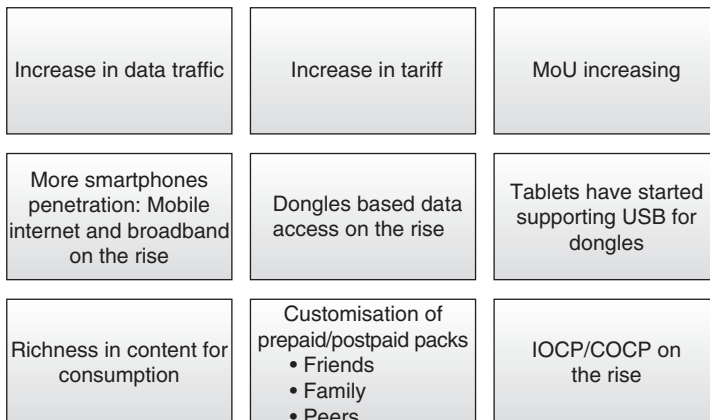 Increase in data traffic
Increase in tariff
MoU increasing
More smartphones
penetration: Mobile
internet and broadband
on the rise
Dongles based data
access on the rise
Tablets have started
supporting USB for
dongles
Richness in content for
consumption
Customisation of
prepaid/postpaid packs
• Friends
• Family
• Peers
IOCP/COCP on
the rise